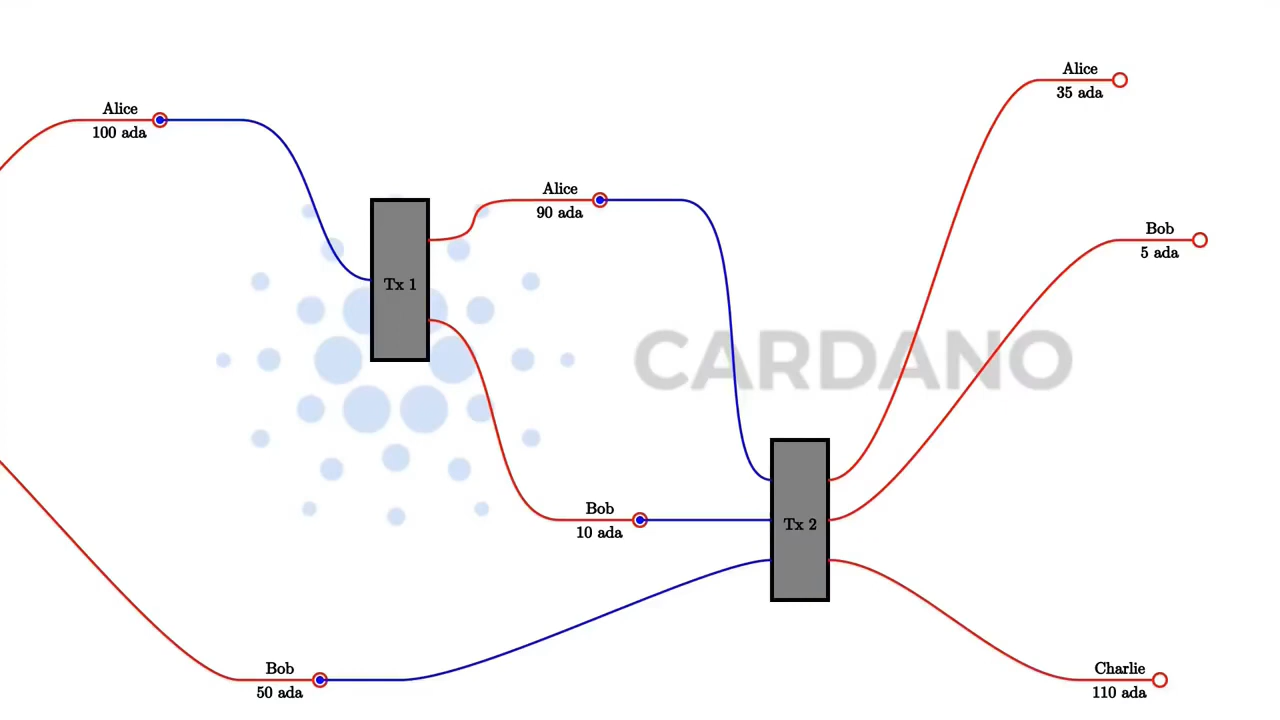 Alice
35 ada
Alice
100 ada
Alice
90 ada
Bob
5 ada
Tx 1
CARDANO
Bob
10 ada
Tx 2
Bob
50 ada
Charlie
110 ada